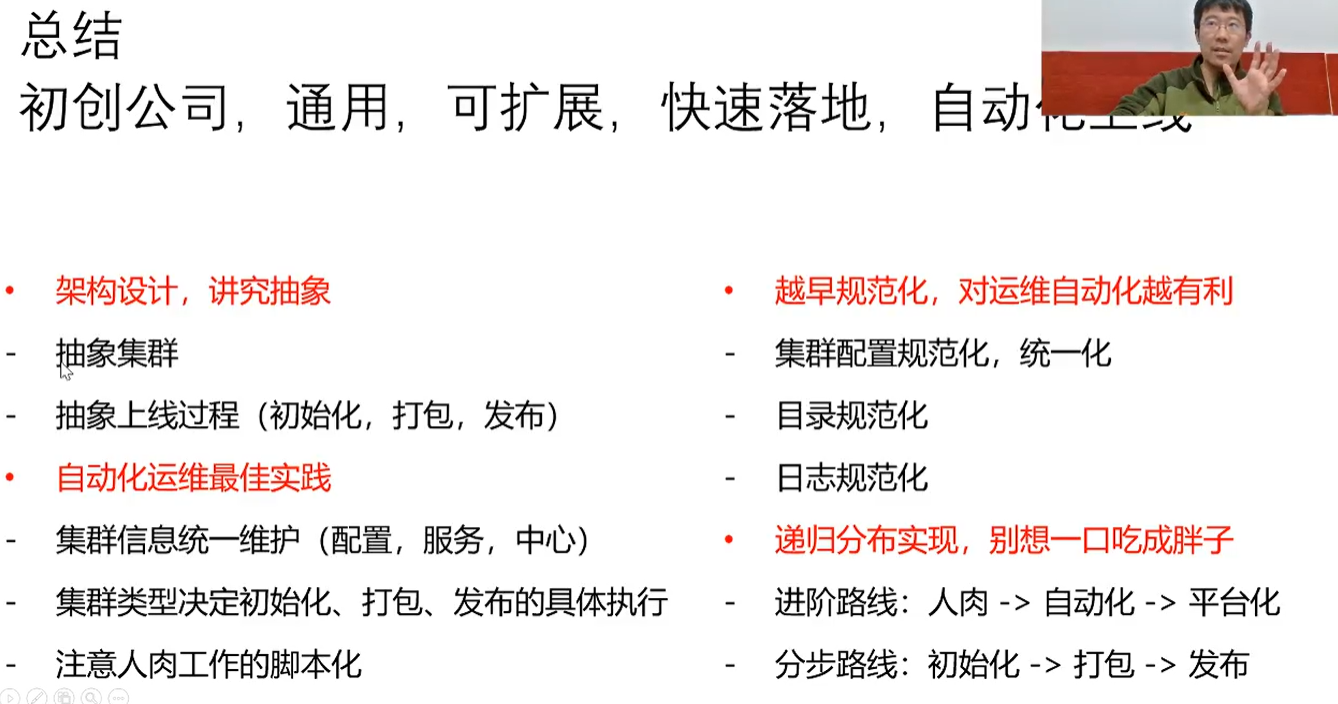 总结
初创公司，通用，可扩展，快速落地，自动化上线
• 架构设计，讲究抽象
- 抽象集群
- 抽象上线过程（初始化，打包，发布）
• 自动化运维最佳实践
- 集群信息统一维护（配置，服务，中心）
- 集群类型决定初始化、打包、发布的具体执行
- 注意人肉工作的脚本化
• 越早规范化，对运维自动化越有利
- 集群配置规范化，统一化
- 目录规范化
- 日志规范化
• 递归分布实现，别想一口吃成胖子
- 进阶路线：人肉 -> 自动化 -> 平台化
- 分步路线：初始化 -> 打包 -> 发布